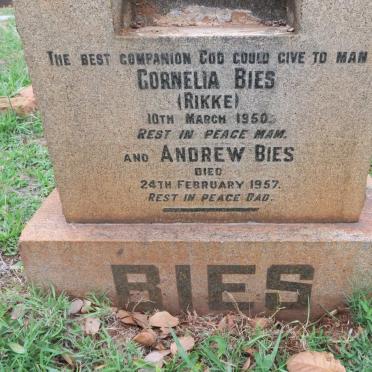 THE BEST COMPANION GOD COULD GIVE TO MAN
CORNELIA BIES
(RIKKE)
10TH MARCH 1950.
REST IN PEACE MAM.
AND ANDREW BIES
DIED
24TH FEBRUARY 1957.
REST IN PEACE DAD.
BIES